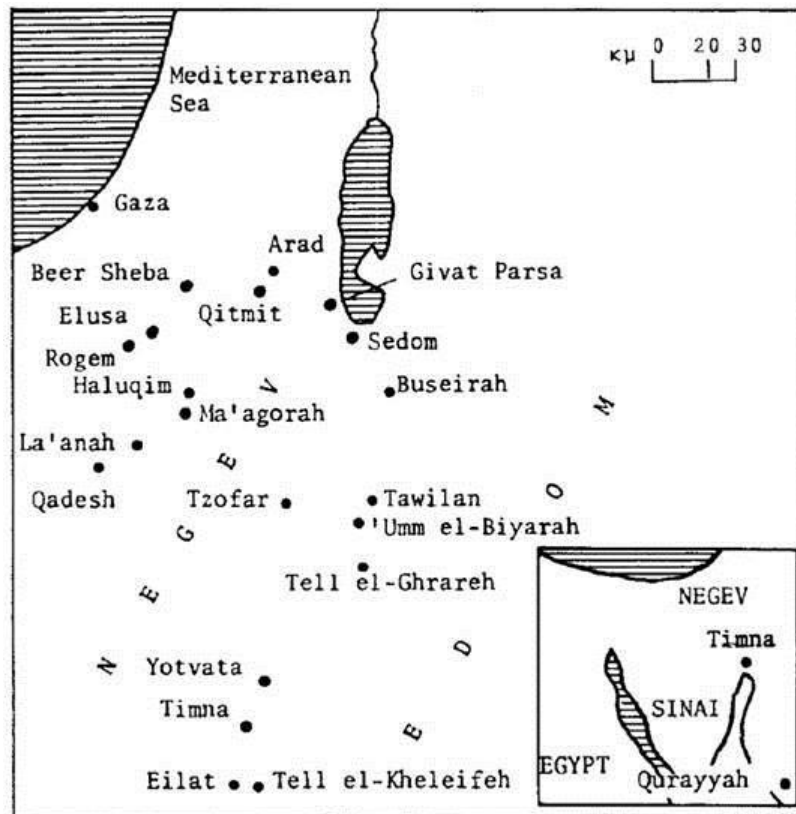 κμ 0 20 30
Mediterranean
Sea
Gaza
Arad
Beer Sheba
Givat Parsa
Elusa
Qitmit
Rogem
Sedom
Haluqim
Buseirah
Ma'agorah
La'anah
Qadesh
Tzofar
Tawilan
'Umm el-Biyarah
Tell el-Ghrareh
NEGEV
EDOM
Yotvata
Timna
Eilat
Tell el-Kheleifeh
NEGEV
Timna
SINAI
EGYPT
Qurayyah